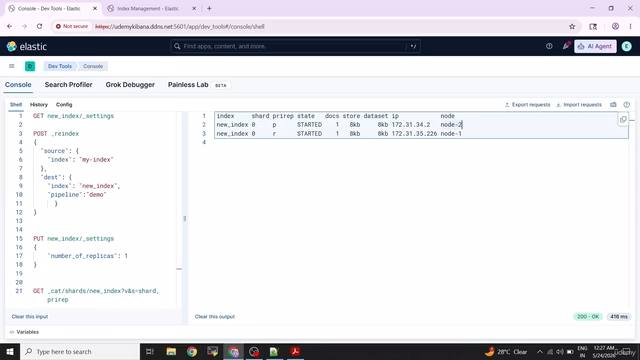 Console - Dev Tools - Elastic
Index Management - Elastic
Not secure https://udemykibana.ddns.net:5601/app/dev_tools#/console/shell
elastic
Find apps, content, and more.
AI Agent
D
Dev Tools
Console
Console
Search Profiler
Grok Debugger
Painless Lab
BETA
Shell
History
Config
Export requests
Import requests
1 GET new_index/_settings
2
3 POST _reindex
4 {
5 "source": {
6 "index": "my-index"
7 },
8 "dest": {
9 "index": "new_index",
10 "pipeline":"demo"
11 }
12 }
13
14
15 PUT new_index/_settings
16 {
17 "number_of_replicas": 1
18 }
19
20
21 GET _cat/shards/new_index?v&s=shard,
prirep
1 index shard prirep state docs store dataset ip node
2 new_index 0 p STARTED 1 8kb 8kb 172.31.34.2 node-2
3 new_index 0 r STARTED 1 8kb 8kb 172.31.35.226 node-1
4
Clear this input
Clear this output
200 - OK
416 ms
Variables
Type here to search
28°C Clear
ENG
IN
12:27 AM
5/24/2026
Udemy